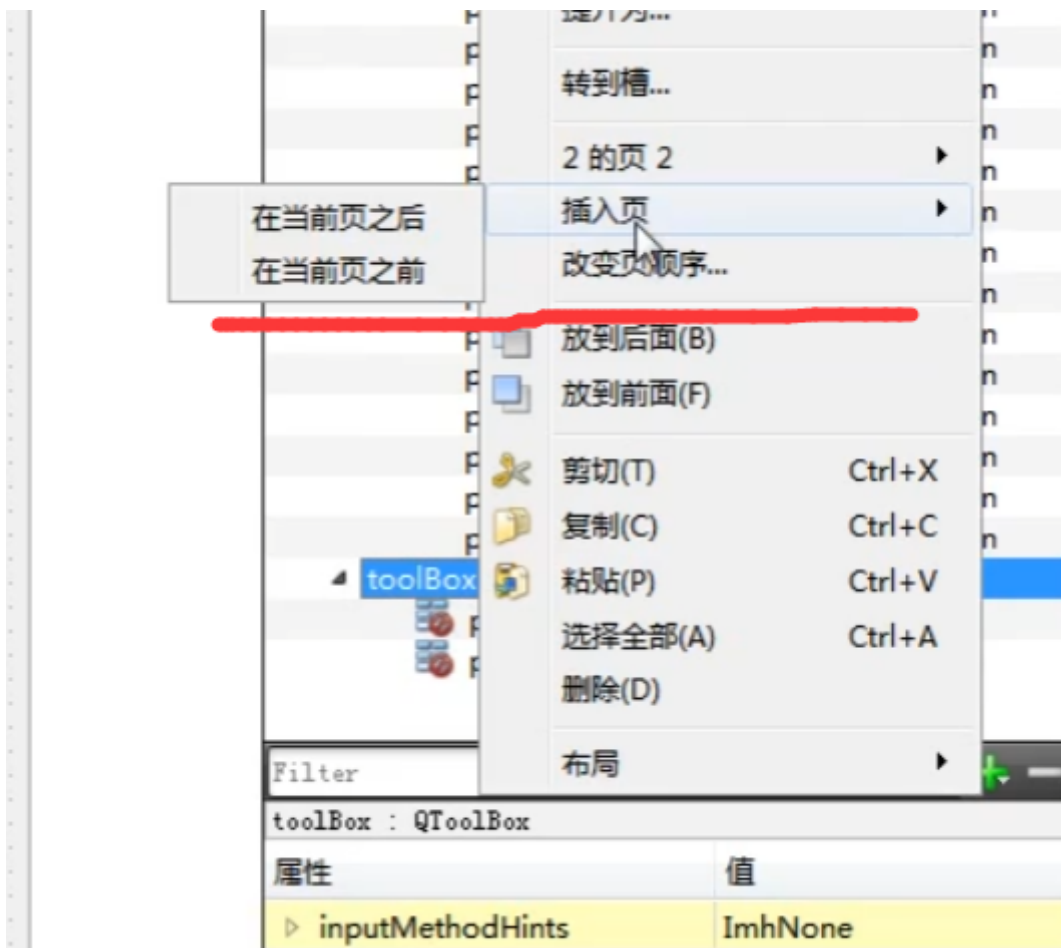 提升为...
转到槽...
2 的页 2
插入页
在当前页之后
在当前页之前
改变页顺序...
放到后面(B)
放到前面(F)
剪切(T) Ctrl+X
复制(C) Ctrl+C
粘贴(P) Ctrl+V
选择全部(A) Ctrl+A
删除(D)
布局
toolBox
Filter
toolBox : QToolBox
属性 值
inputMethodHints ImhNone